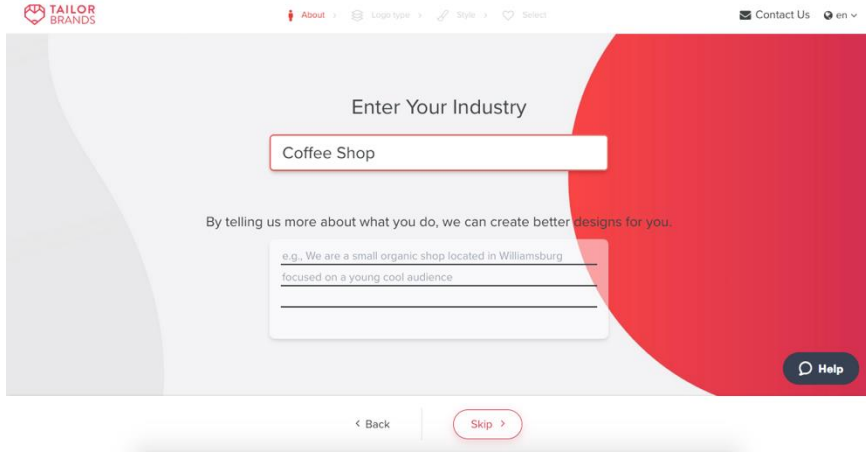 TAILOR
BRANDS
About > Logo type > Style > Select
Contact Us en
Enter Your Industry
Coffee Shop
By telling us more about what you do, we can create better designs for you.
e.g., We are a small organic shop located in Williamsburg
focused on a young cool audience
Help
< Back
Skip >